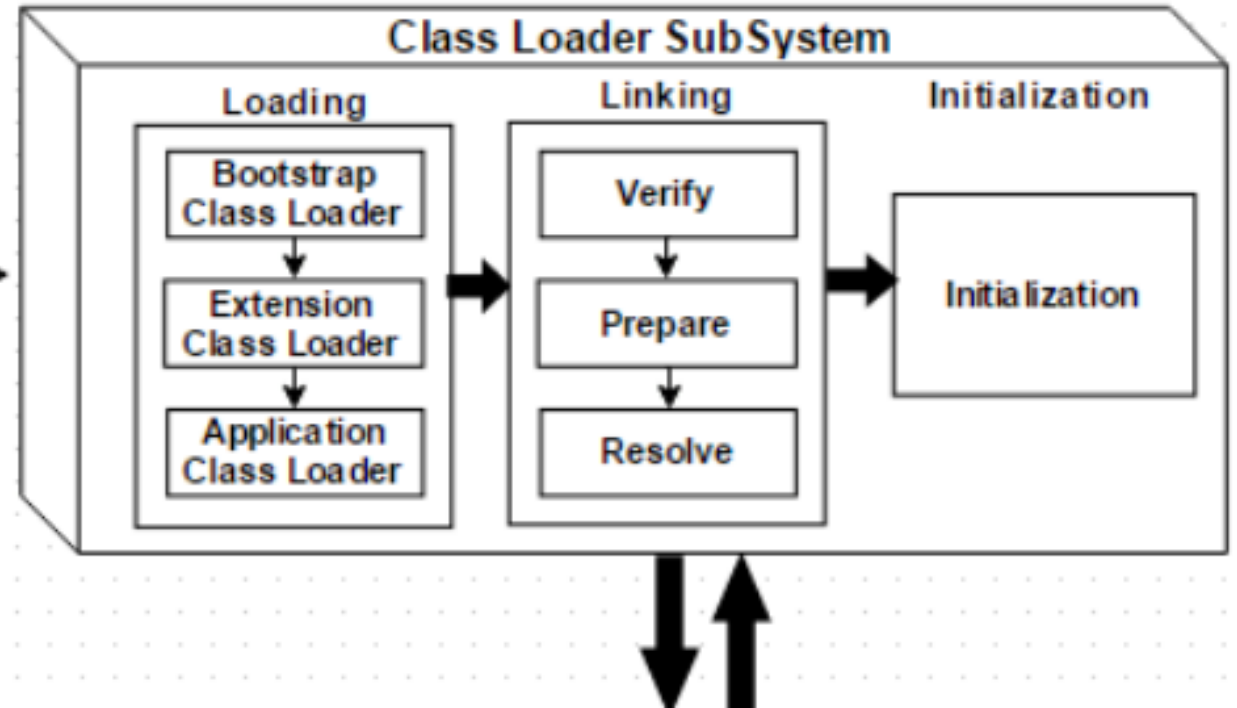 Class Loader SubSystem
Loading
Bootstrap
Class Loader
Extension
Class Loader
Application
Class Loader
Linking
Verify
Prepare
Resolve
Initialization
Initialization